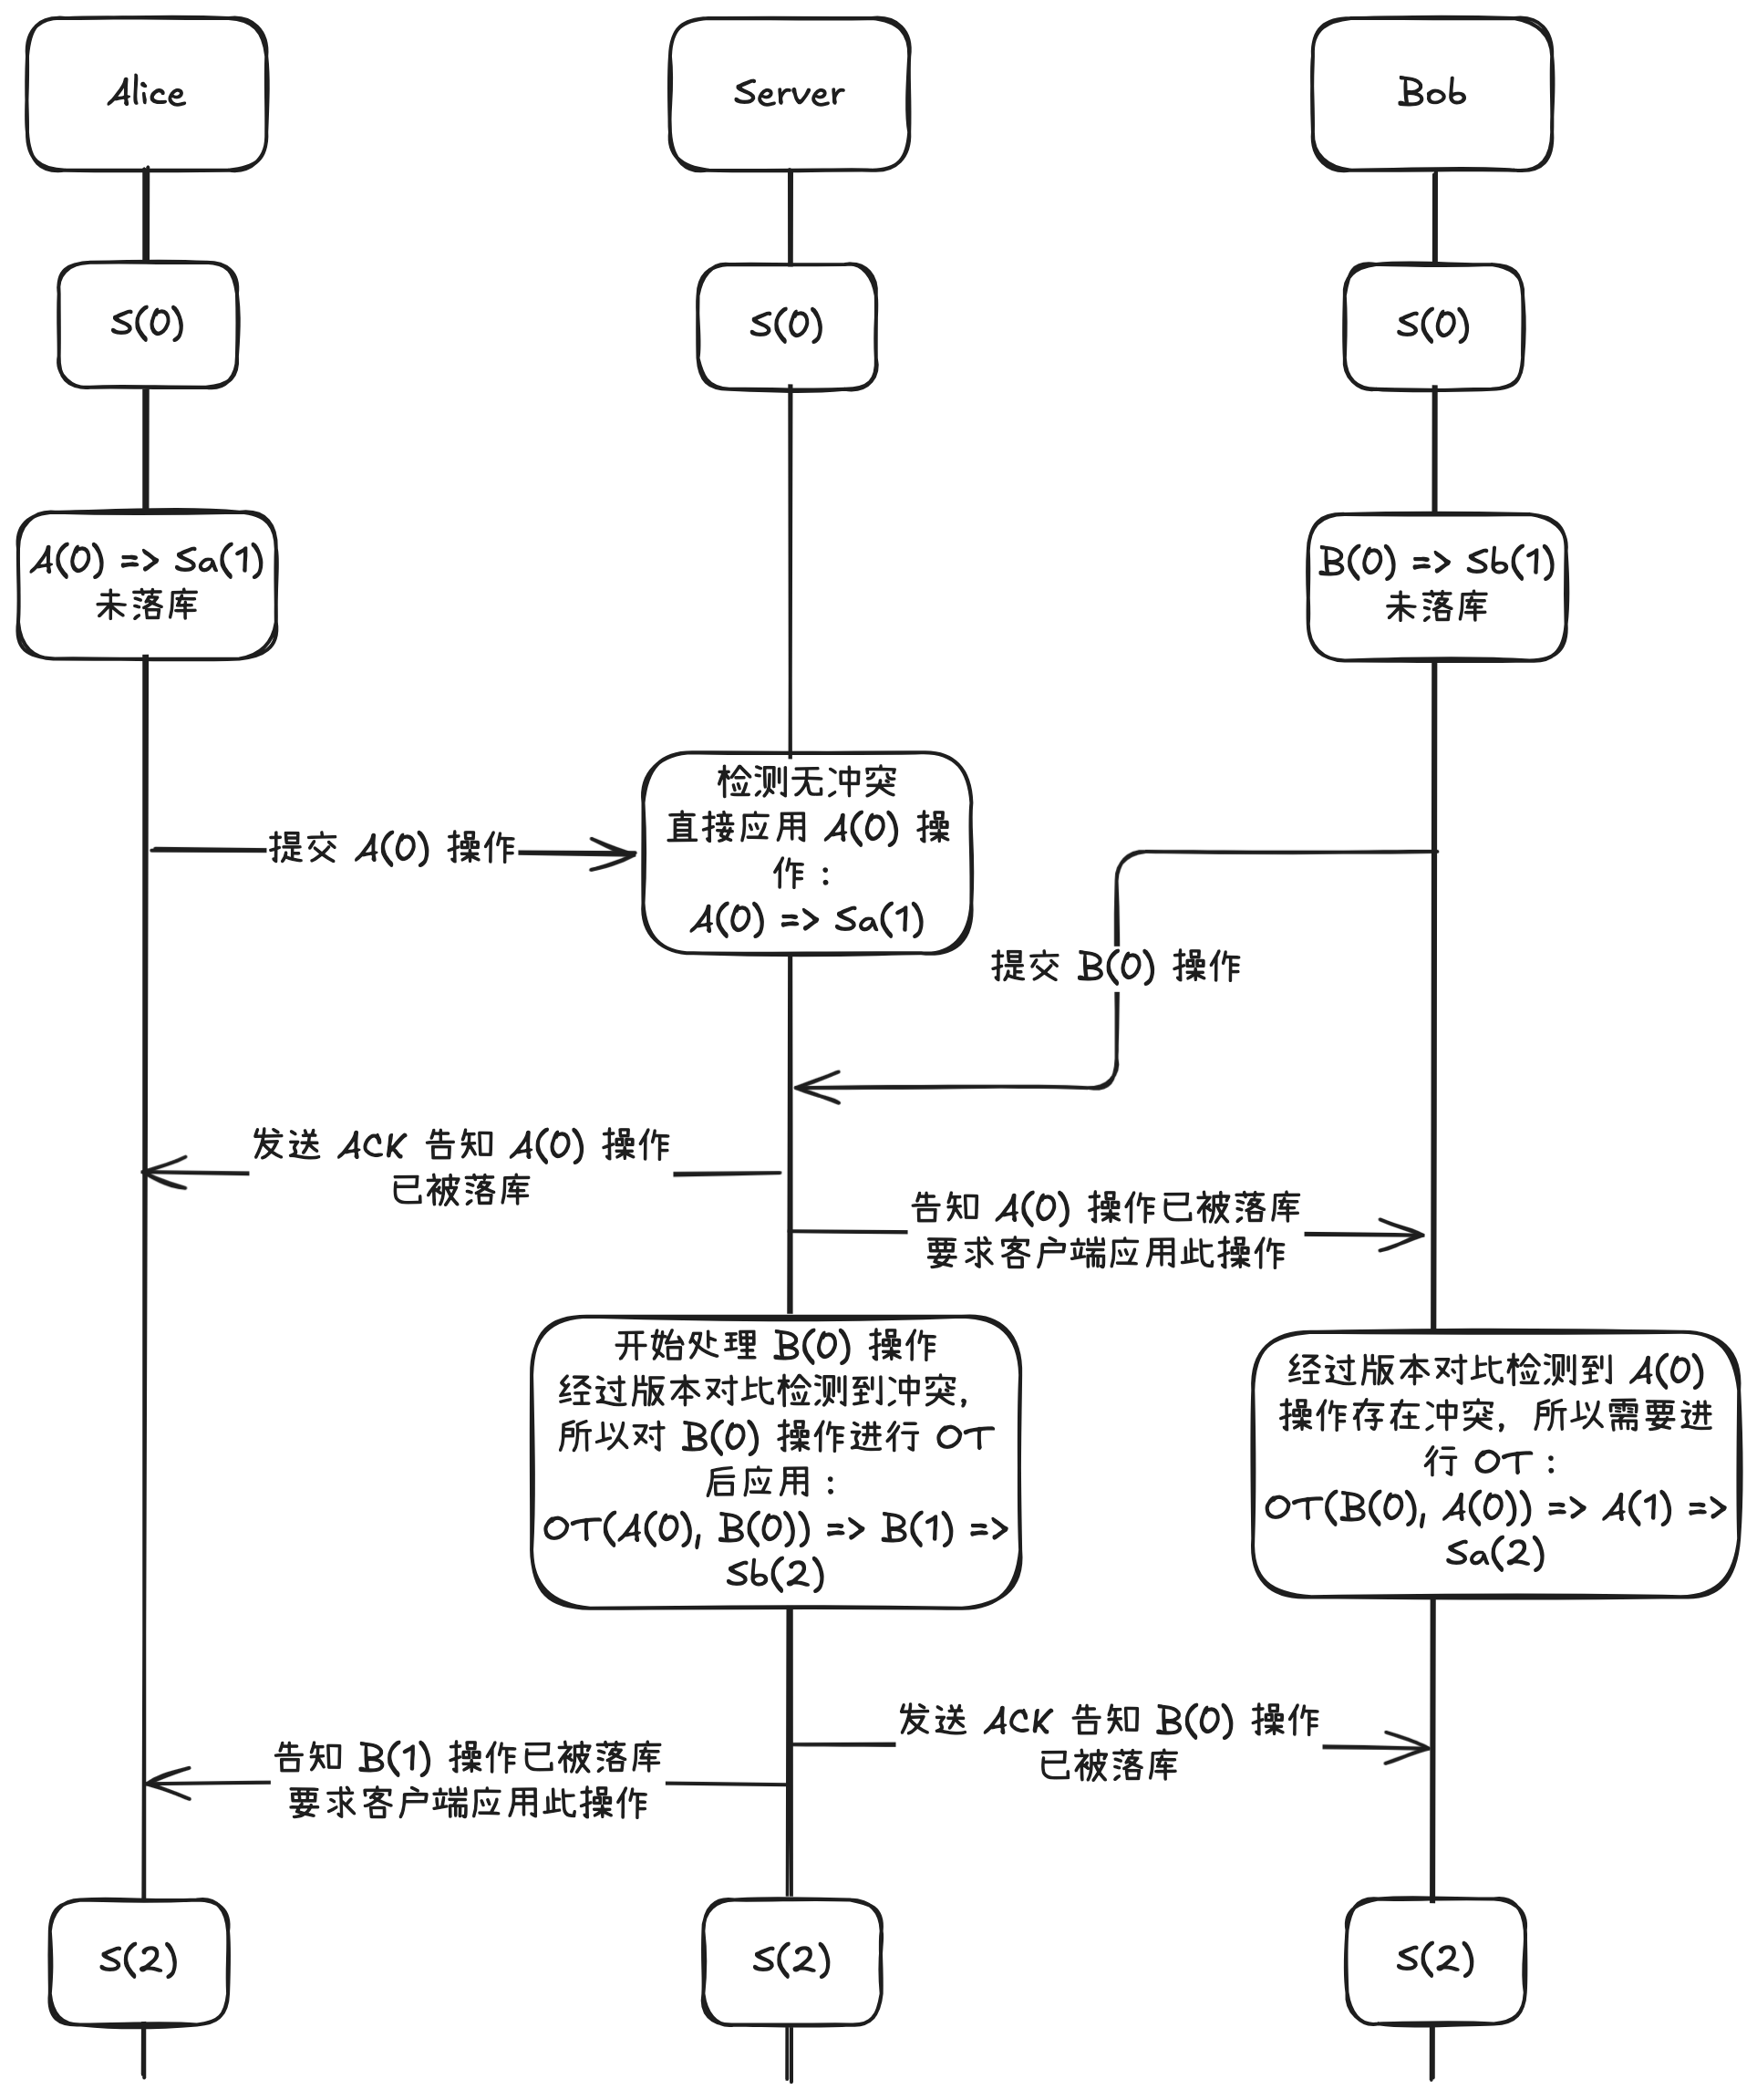 Alice
Server
Bob
S(0)
S(0)
S(0)
A(0) => Sa(1)
未落库
B(0) => Sb(1)
未落库
检测无冲突
直接应用 A(0) 操
作：
A(0) => Sa(1)
提交 A(0) 操作
提交 B(0) 操作
发送 ACK 告知 A(0) 操作
已被落库
告知 A(0) 操作已被落库
要求客户端应用此操作
开始处理 B(0) 操作
经过版本对比检测到冲突，
所以对 B(0) 操作进行 OT
后应用：
OT(A(0), B(0)) => B(1) =>
Sb(2)
经过版本对比检测到 A(0)
操作存在冲突，所以需要进
行 OT：
OT(B(0), A(0)) => A(1) =>
Sa(2)
发送 ACK 告知 B(0) 操作
已被落库
告知 B(1) 操作已被落库
要求客户端应用此操作
S(2)
S(2)
S(2)